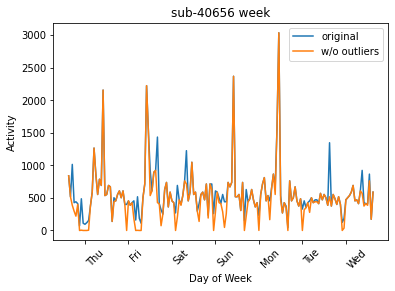 sub-40656 week
original
w/o outliers
Activity
3000
2500
2000
1500
1000
500
0
Thu
Fri
Sat
Sun
Mon
Tue
Wed
Day of Week